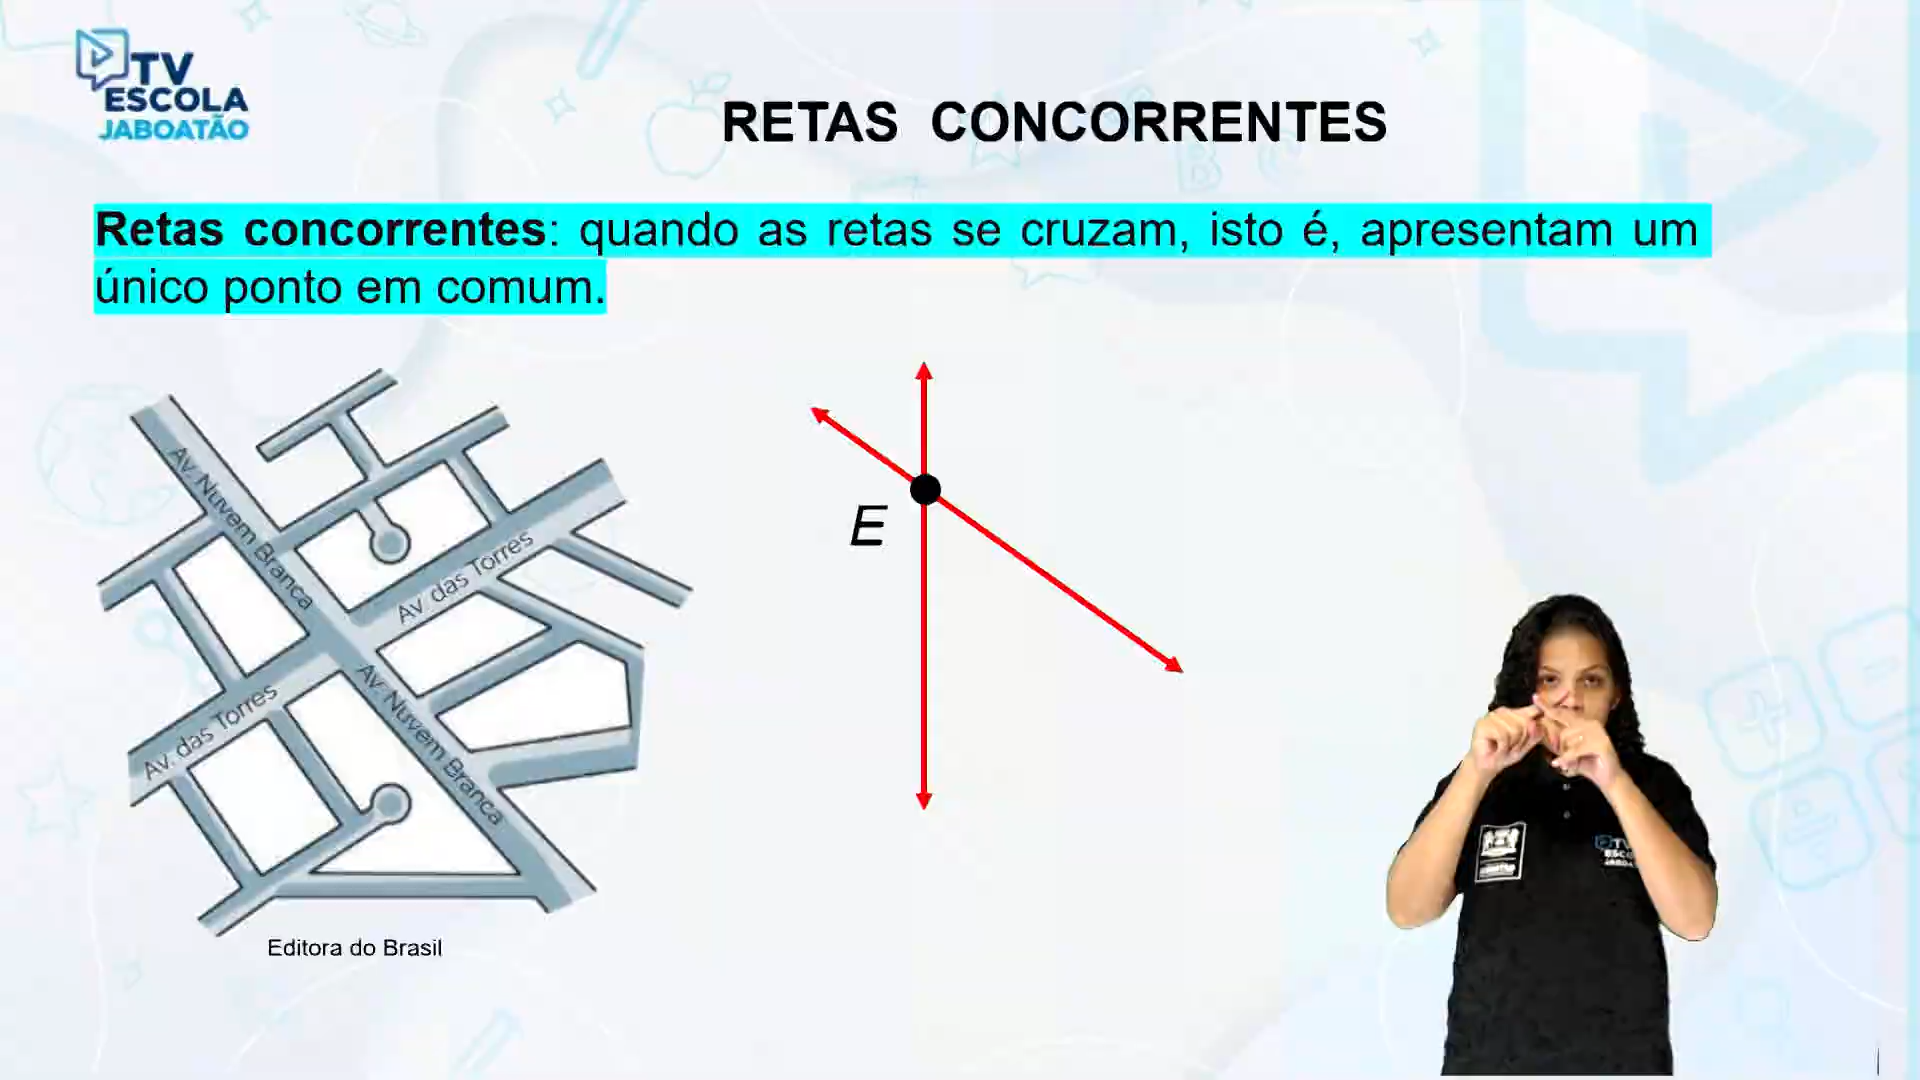 TV
ESCOLA
JABOATÃO
RETAS CONCORRENTES
Retas concorrentes: quando as retas se cruzam, isto é, apresentam um
único ponto em comum.
Av. Nuvem Branca
Av. das Torres
E
Av. Nuvem Branca
Av. das Torres
Editora do Brasil